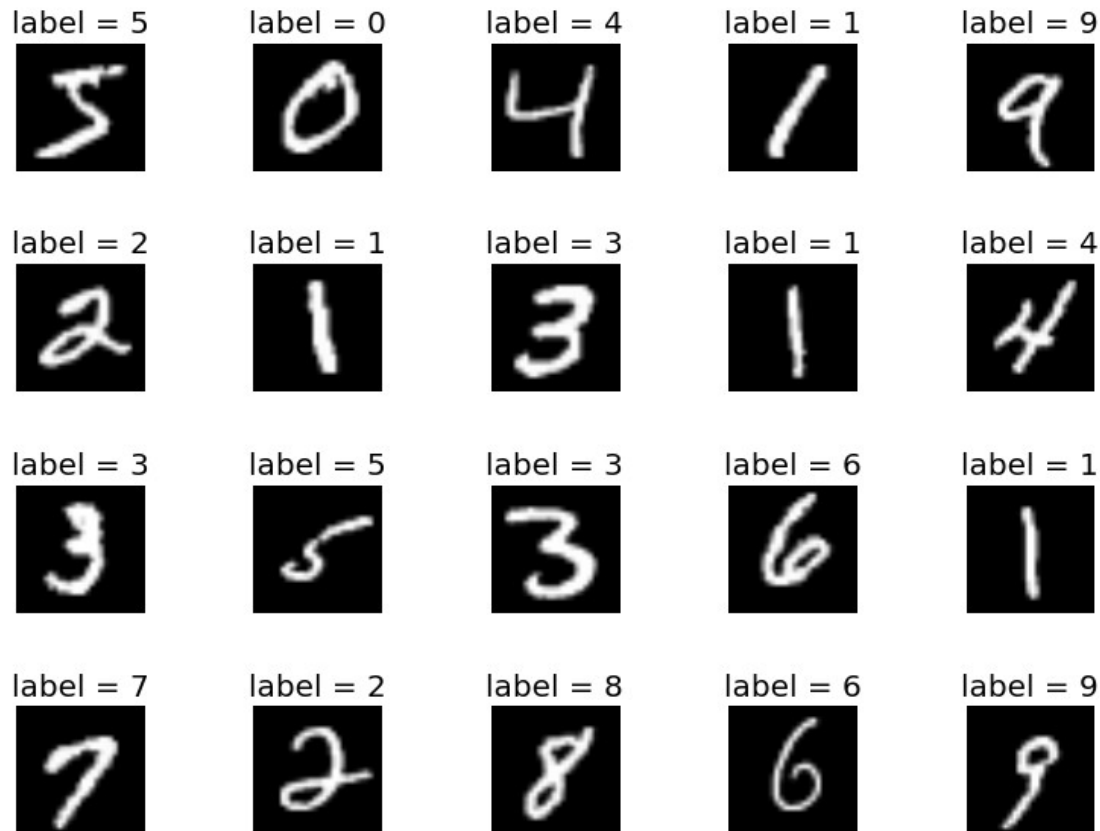 label = 5 label = 0 label = 4 label = 1 label = 9
5 0 4 1 9
label = 2 label = 1 label = 3 label = 1 label = 4
2 1 3 1 4
label = 3 label = 5 label = 3 label = 6 label = 1
3 5 3 6 1
label = 7 label = 2 label = 8 label = 6 label = 9
7 2 8 6 9